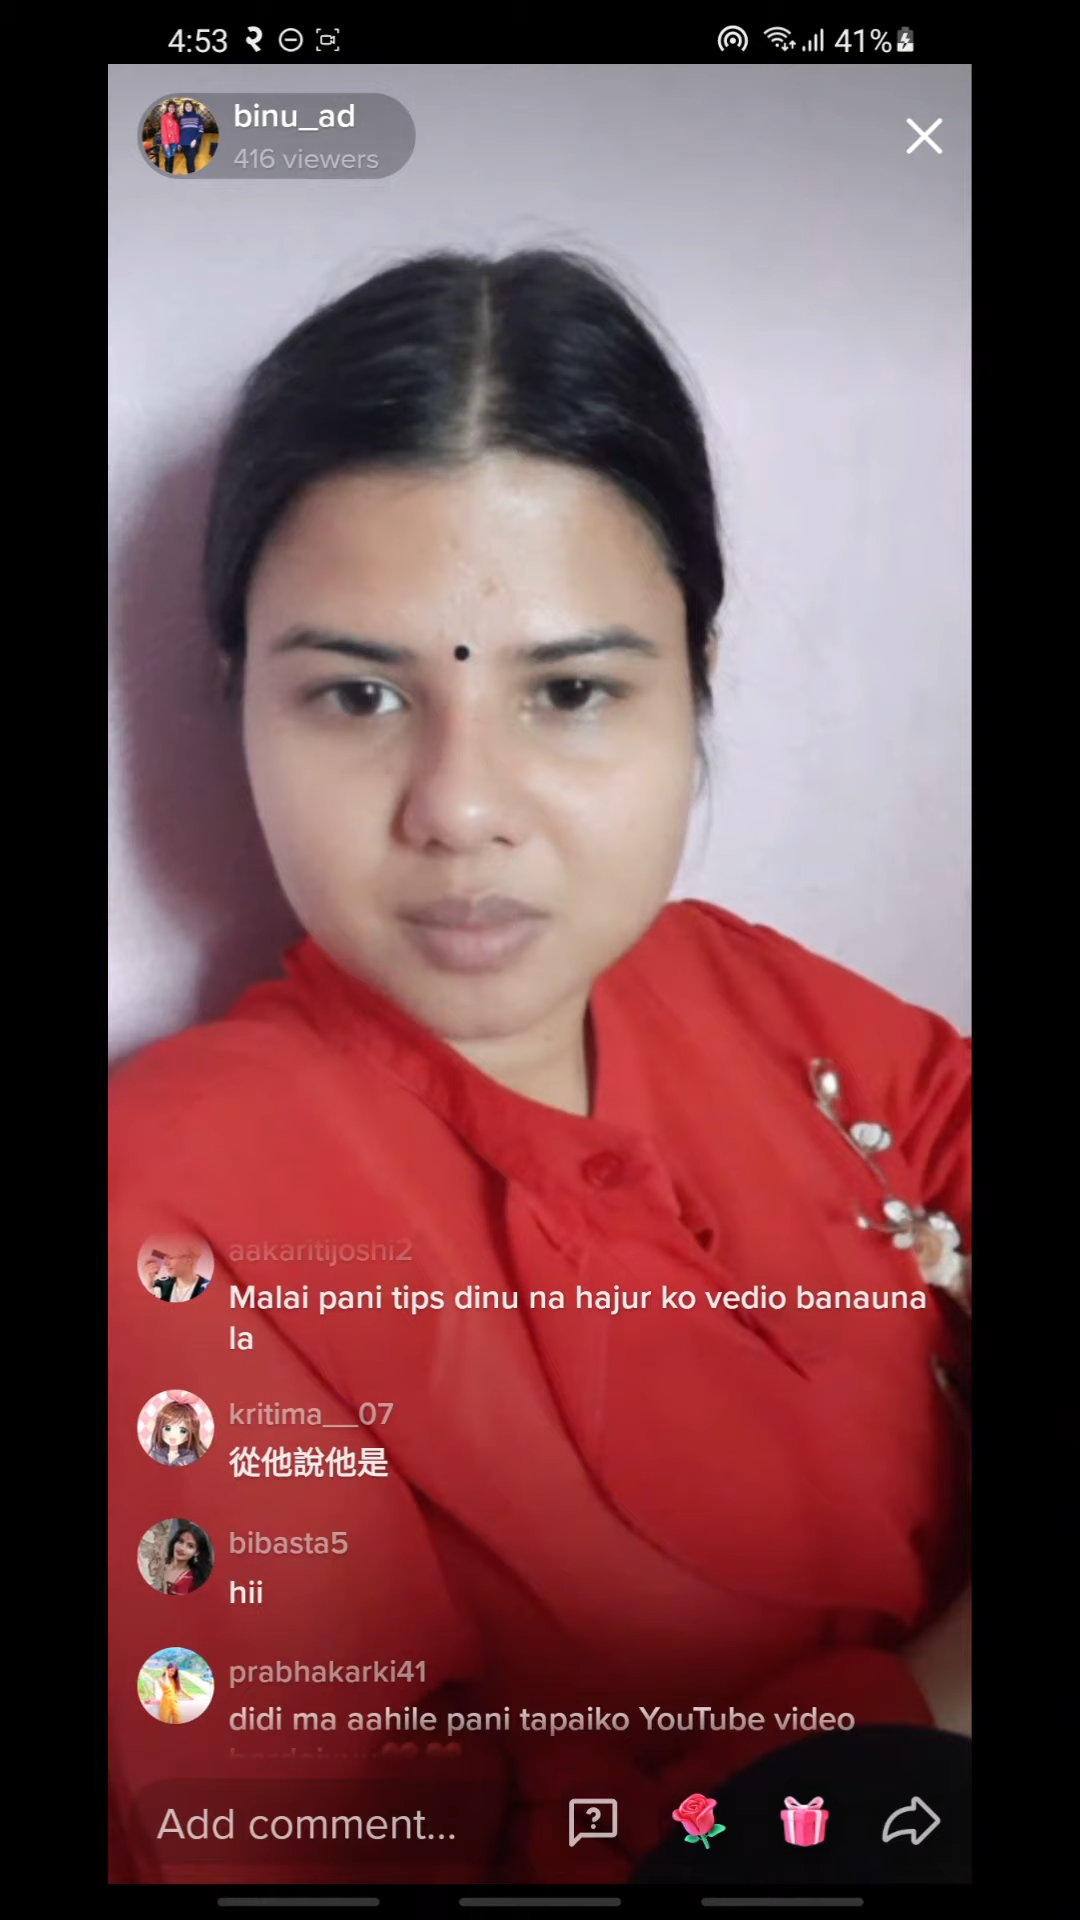 4:53
41%
binu_ad
416 viewers
aakaritijoshi2
Malai pani tips dinu na hajur ko vedio banauna
la
kritima__07
從他說他是
bibasta5
hii
prabhakarki41
didi ma aahile pani tapaiko YouTube video
Add comment...